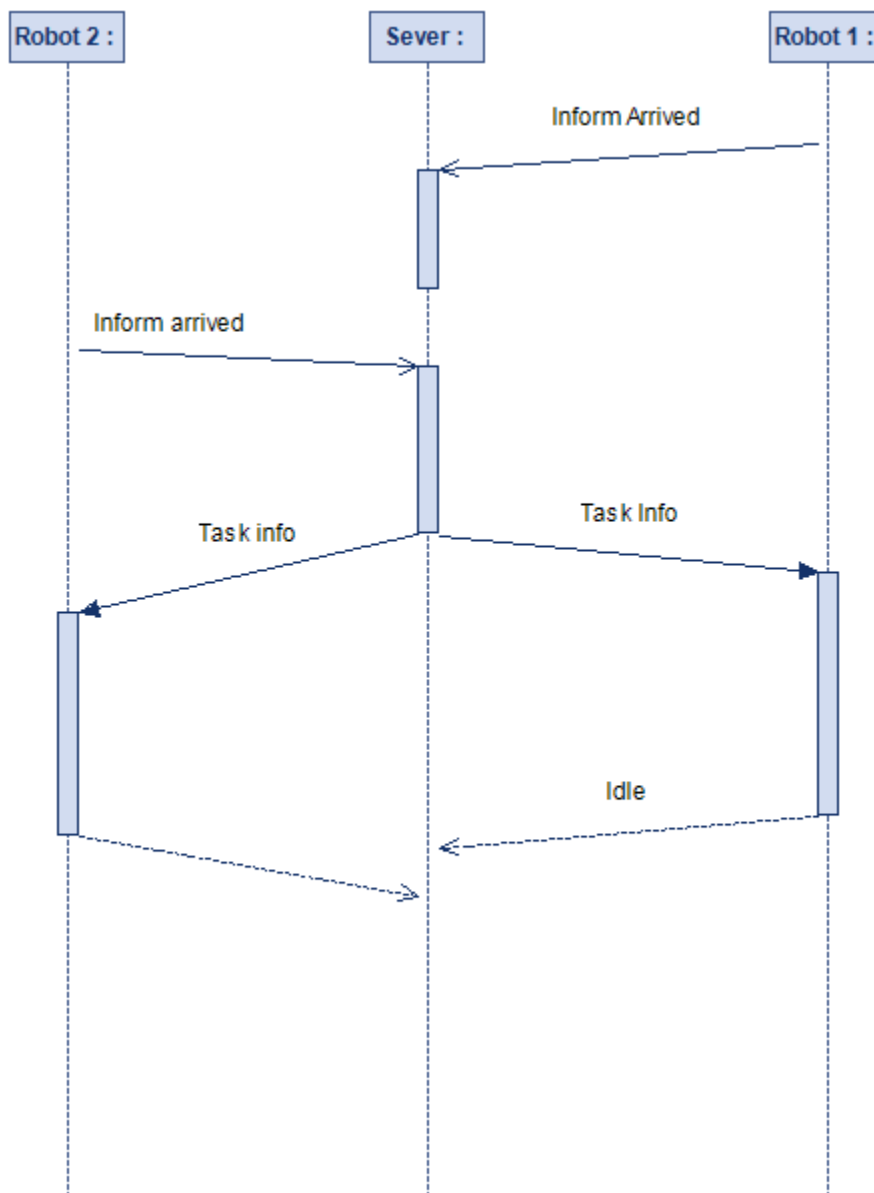 Robot 2 :
Sever :
Robot 1 :
Inform Arrived
Inform arrived
Task info
Task Info
Idle